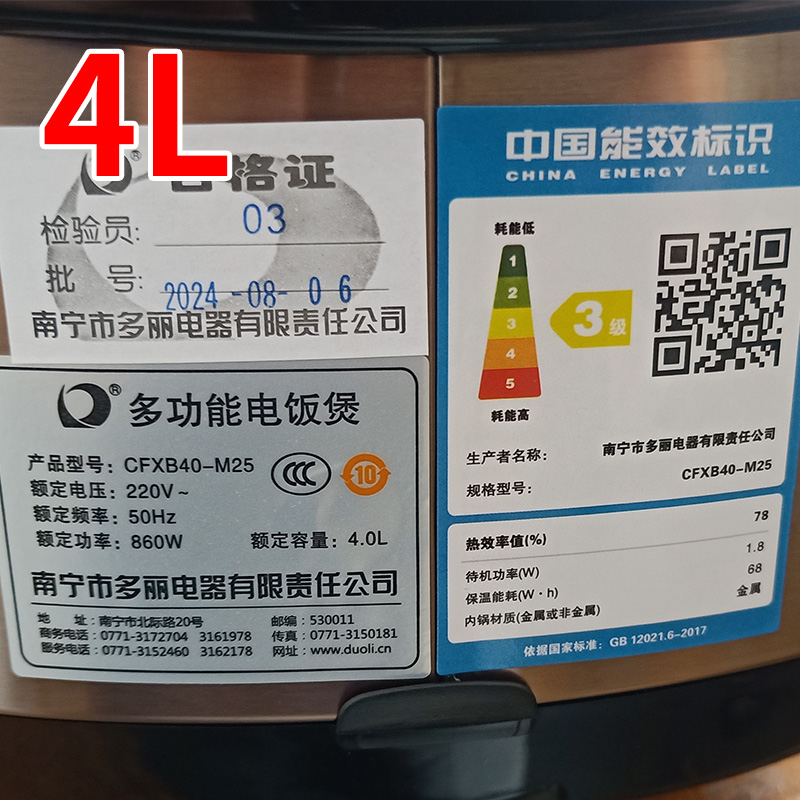 4L
合格证
检验员: 03
批 号: 2024-08-06
南宁市多丽电器有限责任公司
® 多功能电饭煲
产品型号: CFXB40-M25
CCC
10
额定电压: 220V~
额定频率: 50Hz
额定功率: 860W 额定容量: 4.0L
南宁市多丽电器有限责任公司
地 址: 南宁市北际路20号 邮编: 530011
商务电话: 0771-3172704 3161978 传真: 0771-3150181
服务电话: 0771-3152460 3162178 网址: www.duoli.cn
中国能效标识
CHINA ENERGY LABEL
耗能低
1
2
3
4
5
耗能高
3级
生产者名称: 南宁市多丽电器有限责任公司
规格型号: CFXB40-M25
热效率值(%) 78
待机功率(W) 1.8
保温能耗(W·h) 68
内锅材质(金属或非金属) 金属
依据国家标准: GB 12021.6-2017